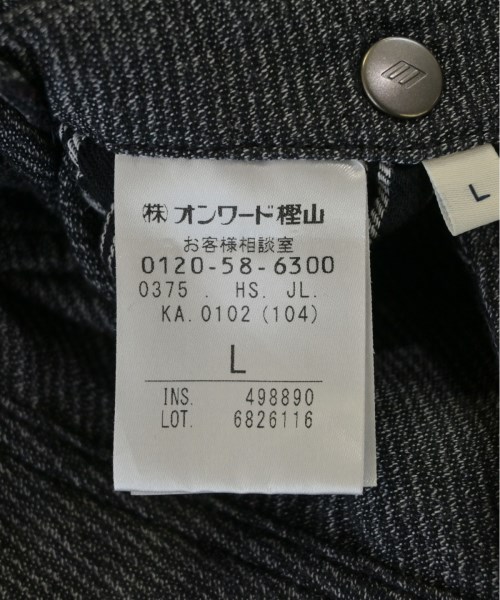 ㈱オンワード樫山
お客様相談室
0120-58-6300
0375 . HS. JL.
KA.0102(104)
L
INS. 498890
LOT. 6826116
L